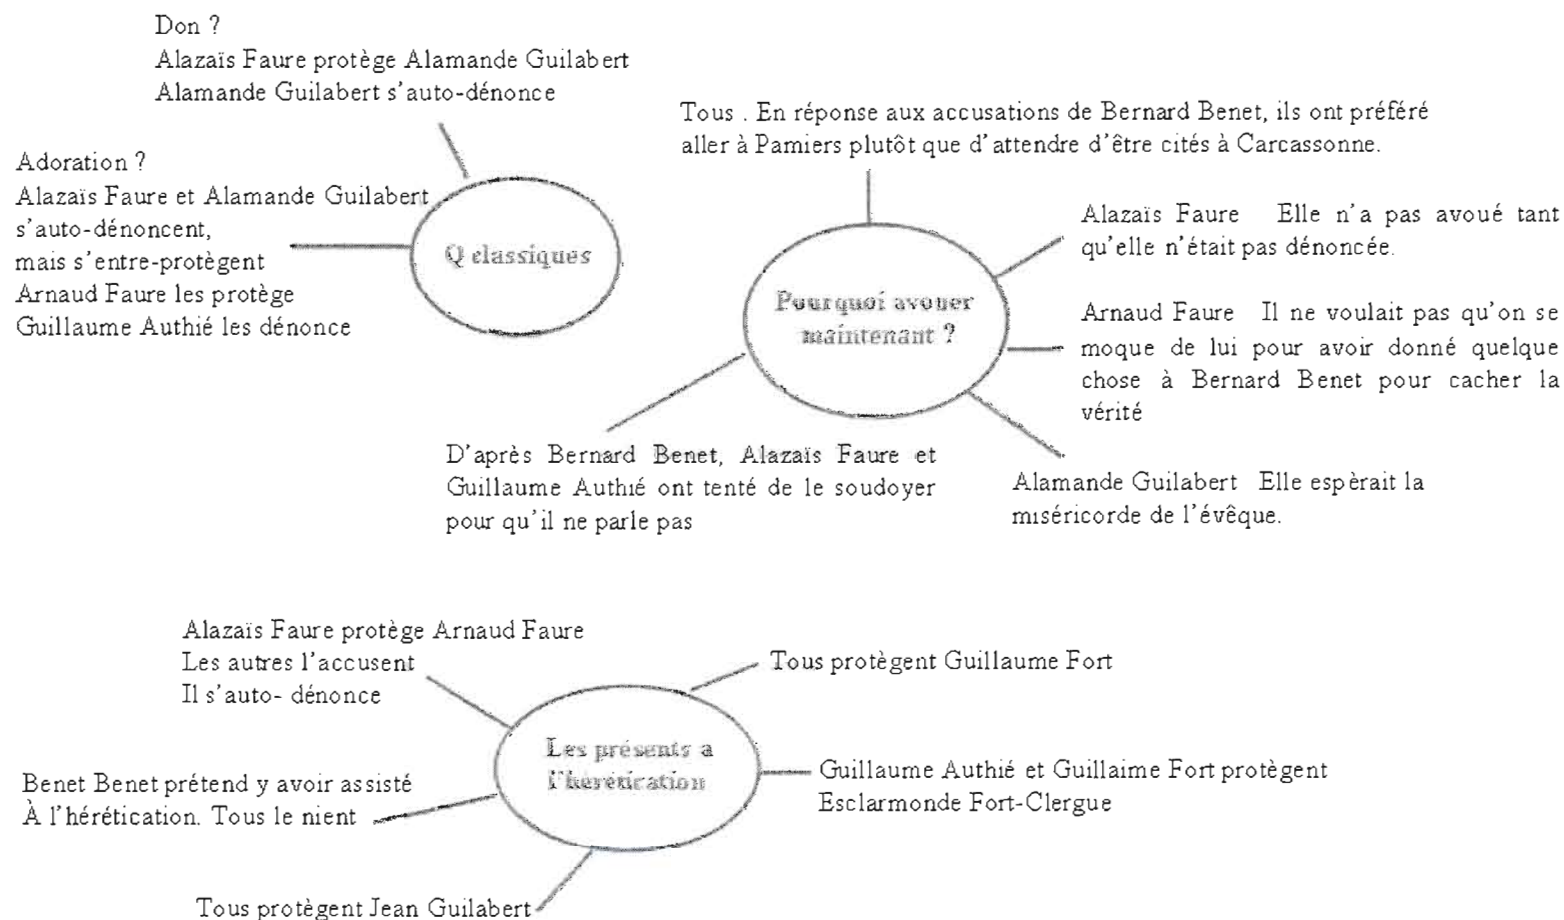 Don ?
Alazaïs Faure protège Alamande Guilabert
Alamande Guilabert s'auto-dénonce
Adoration ?
Alazaïs Faure et Alamande Guilabert
s'auto-dénoncent,
mais s'entre-protègent
Arnaud Faure les protège
Guillaume Authié les dénonce
Q classiques
Tous . En réponse aux accusations de Bernard Benet, ils ont préféré
aller à Pamiers plutôt que d'attendre d'être cités à Carcassonne.
Pourquoi avouer
maintenant ?
Alazaïs Faure Elle n'a pas avoué tant
qu'elle n'était pas dénoncée.
Arnaud Faure Il ne voulait pas qu'on se
moque de lui pour avoir donné quelque
chose à Bernard Benet pour cacher la
vérité
Alamande Guilabert Elle espèrait la
miséricorde de l'évêque.
D'après Bernard Benet, Alazaïs Faure et
Guillaume Authié ont tenté de le soudoyer
pour qu'il ne parle pas
Alazaïs Faure protège Arnaud Faure
Les autres l'accusent
Il s'auto- dénonce
Tous protègent Guillaume Fort
Les présents a
l'hérétication
Benet Benet prétend y avoir assisté
À l'hérétication. Tous le nient
Guillaume Authié et Guillaime Fort protègent
Esclarmonde Fort-Clergue
Tous protègent Jean Guilabert